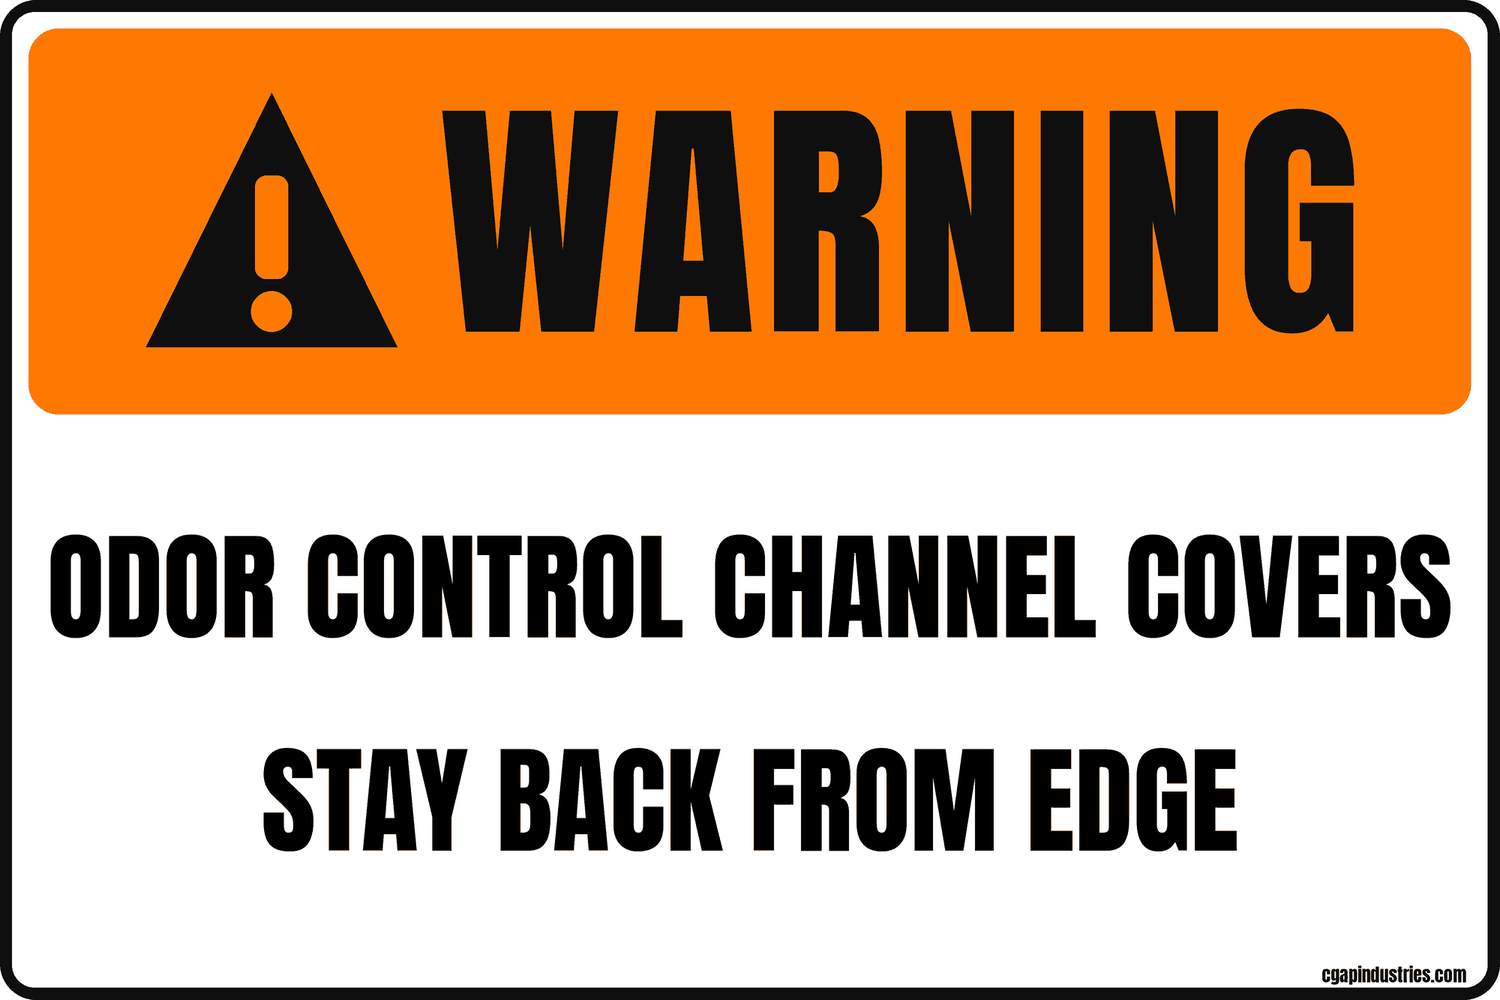 WARNING
ODOR CONTROL CHANNEL COVERS
STAY BACK FROM EDGE
cgapindustries.com